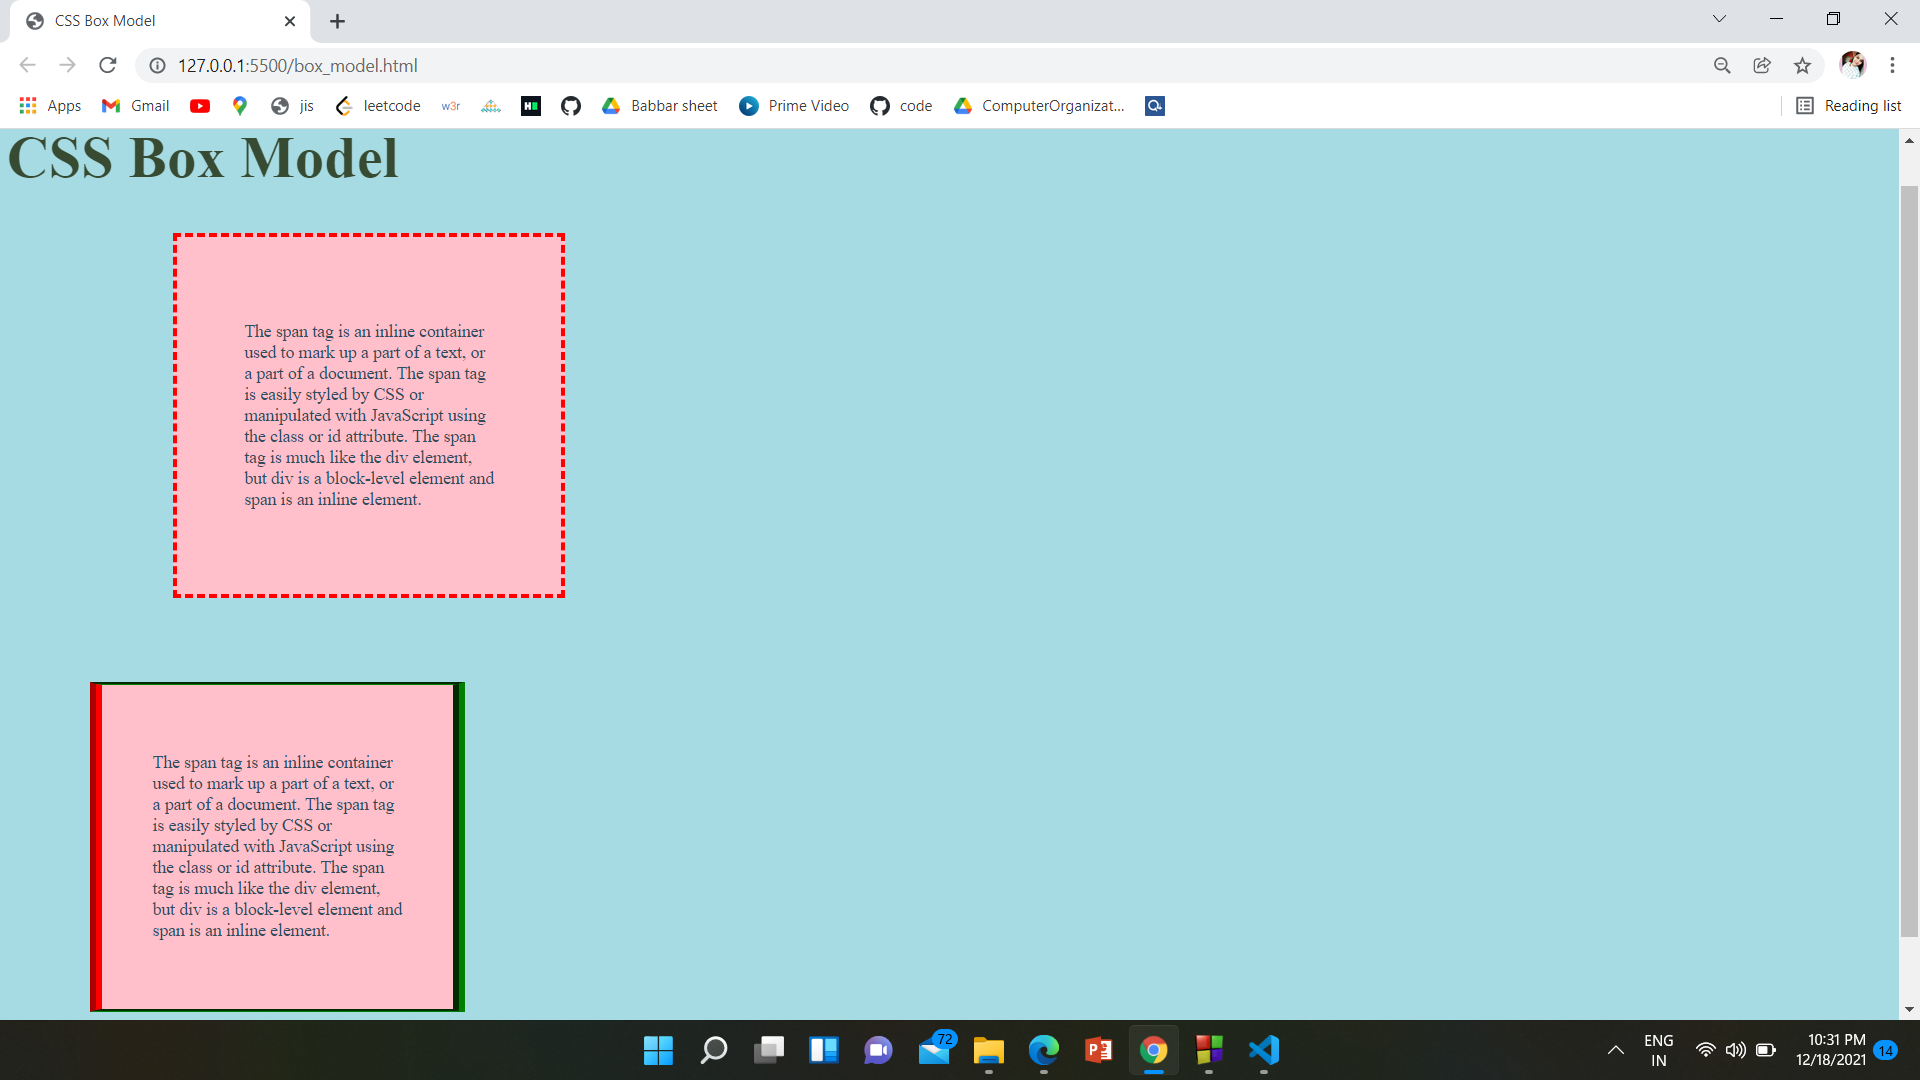 CSS Box Model
127.0.0.1:5500/box_model.html
Apps
Gmail
jis
leetcode
w3r
Babbar sheet
Prime Video
code
ComputerOrganizat...
Reading list
CSS Box Model
The span tag is an inline container
used to mark up a part of a text, or
a part of a document. The span tag
is easily styled by CSS or
manipulated with JavaScript using
the class or id attribute. The span
tag is much like the div element,
but div is a block-level element and
span is an inline element.
The span tag is an inline container
used to mark up a part of a text, or
a part of a document. The span tag
is easily styled by CSS or
manipulated with JavaScript using
the class or id attribute. The span
tag is much like the div element,
but div is a block-level element and
span is an inline element.
72
ENG
IN
10:31 PM
12/18/2021
14